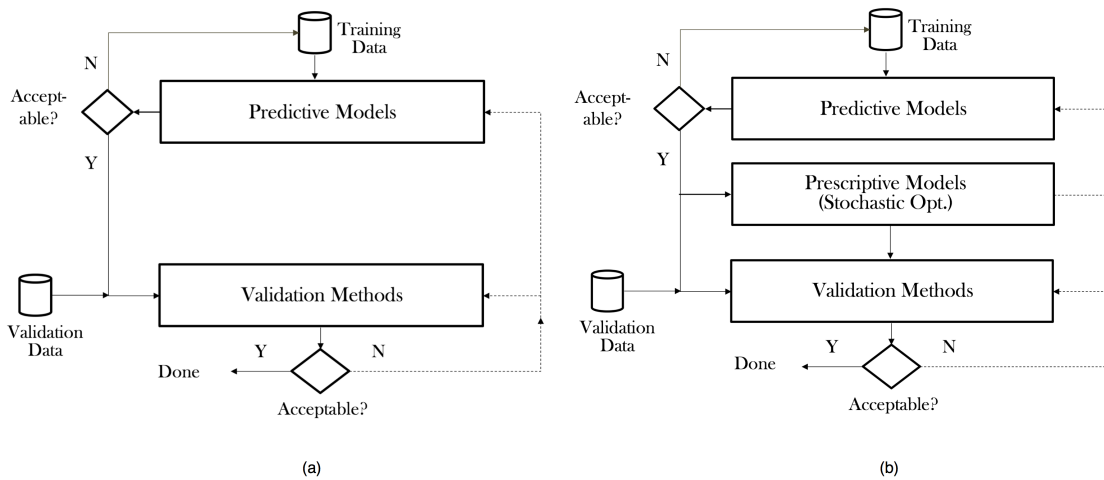 Training
Data
N
Accept-
able?
Predictive Models
Y
Validation Methods
Validation
Data
Y
N
Done
Acceptable?
(a)
Training
Data
N
Accept-
able?
Predictive Models
Y
Prescriptive Models
(Stochastic Opt.)
Validation Methods
Validation
Data
Y
N
Done
Acceptable?
(b)